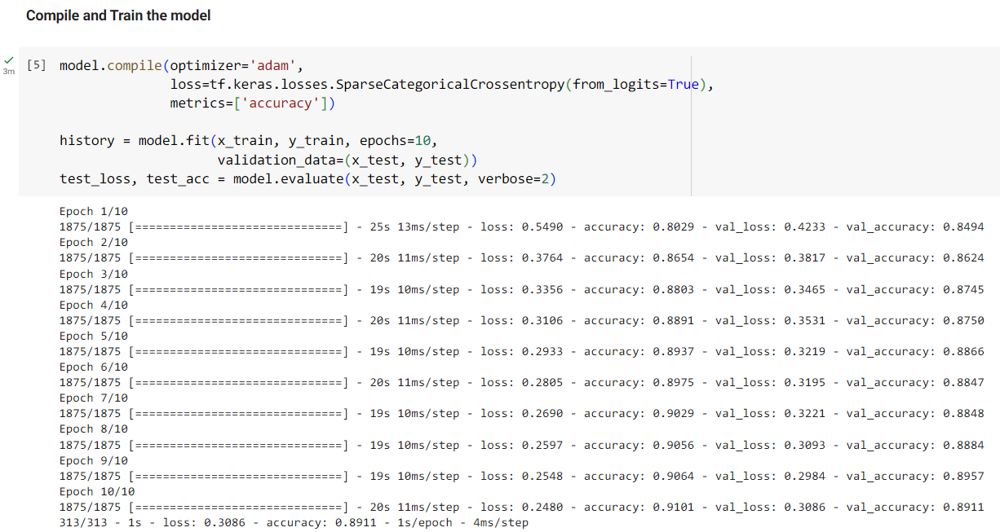 Compile and Train the model
[5] model.compile(optimizer='adam',
loss=tf.keras.losses.SparseCategoricalCrossentropy(from_logits=True),
metrics=['accuracy'])
3m
history = model.fit(x_train, y_train, epochs=10,
validation_data=(x_test, y_test))
test_loss, test_acc = model.evaluate(x_test, y_test, verbose=2)
Epoch 1/10
1875/1875 [==============================] - 25s 13ms/step - loss: 0.5490 - accuracy: 0.8029 - val_loss: 0.4233 - val_accuracy: 0.8494
Epoch 2/10
1875/1875 [==============================] - 20s 11ms/step - loss: 0.3764 - accuracy: 0.8654 - val_loss: 0.3817 - val_accuracy: 0.8624
Epoch 3/10
1875/1875 [==============================] - 19s 10ms/step - loss: 0.3356 - accuracy: 0.8803 - val_loss: 0.3465 - val_accuracy: 0.8745
Epoch 4/10
1875/1875 [==============================] - 20s 11ms/step - loss: 0.3106 - accuracy: 0.8891 - val_loss: 0.3531 - val_accuracy: 0.8750
Epoch 5/10
1875/1875 [==============================] - 19s 10ms/step - loss: 0.2933 - accuracy: 0.8937 - val_loss: 0.3219 - val_accuracy: 0.8866
Epoch 6/10
1875/1875 [==============================] - 20s 11ms/step - loss: 0.2805 - accuracy: 0.8975 - val_loss: 0.3195 - val_accuracy: 0.8847
Epoch 7/10
1875/1875 [==============================] - 19s 10ms/step - loss: 0.2690 - accuracy: 0.9029 - val_loss: 0.3221 - val_accuracy: 0.8848
Epoch 8/10
1875/1875 [==============================] - 19s 10ms/step - loss: 0.2597 - accuracy: 0.9056 - val_loss: 0.3093 - val_accuracy: 0.8884
Epoch 9/10
1875/1875 [==============================] - 19s 10ms/step - loss: 0.2548 - accuracy: 0.9064 - val_loss: 0.2984 - val_accuracy: 0.8957
Epoch 10/10
1875/1875 [==============================] - 20s 11ms/step - loss: 0.2480 - accuracy: 0.9101 - val_loss: 0.3086 - val_accuracy: 0.8911
313/313 - 1s - loss: 0.3086 - accuracy: 0.8911 - 1s/epoch - 4ms/step